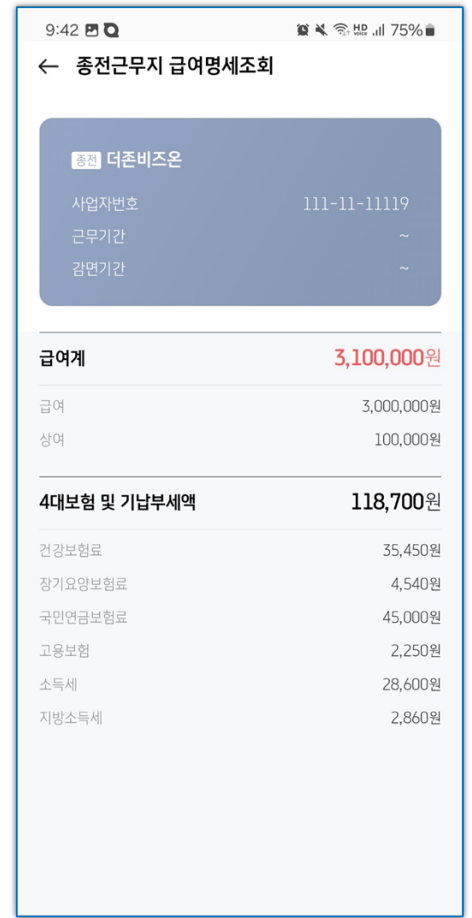 9:42 HD VOICE 75%
← 종전근무지 급여명세조회
종전 더존비즈온
사업자번호 111-11-11119
근무기간 ~
감면기간 ~
급여계 3,100,000원
급여 3,000,000원
상여 100,000원
4대보험 및 기납부세액 118,700원
건강보험료 35,450원
장기요양보험료 4,540원
국민연금보험료 45,000원
고용보험 2,250원
소득세 28,600원
지방소득세 2,860원